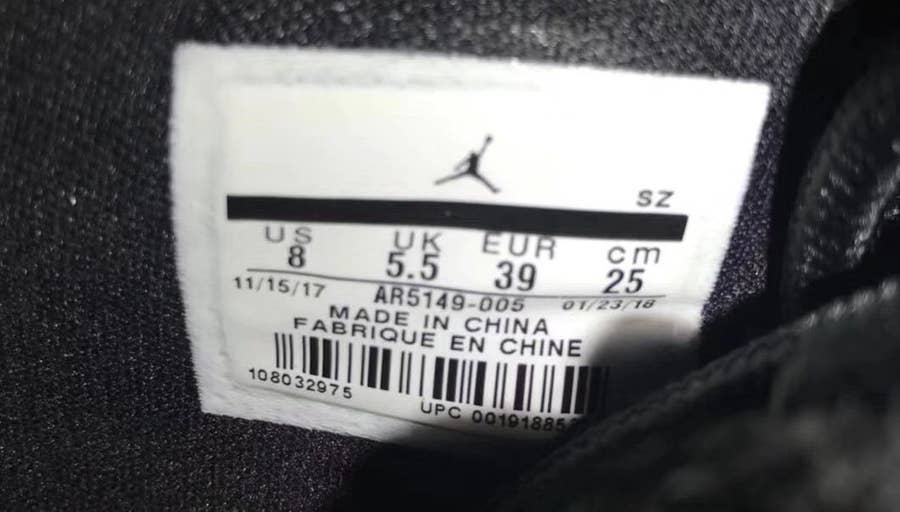 SZ
US UK EUR cm
8 5.5 39 25
11/15/17 AR5149-005 01/23/18
MADE IN CHINA
FABRIQUE EN CHINE
108032975
UPC